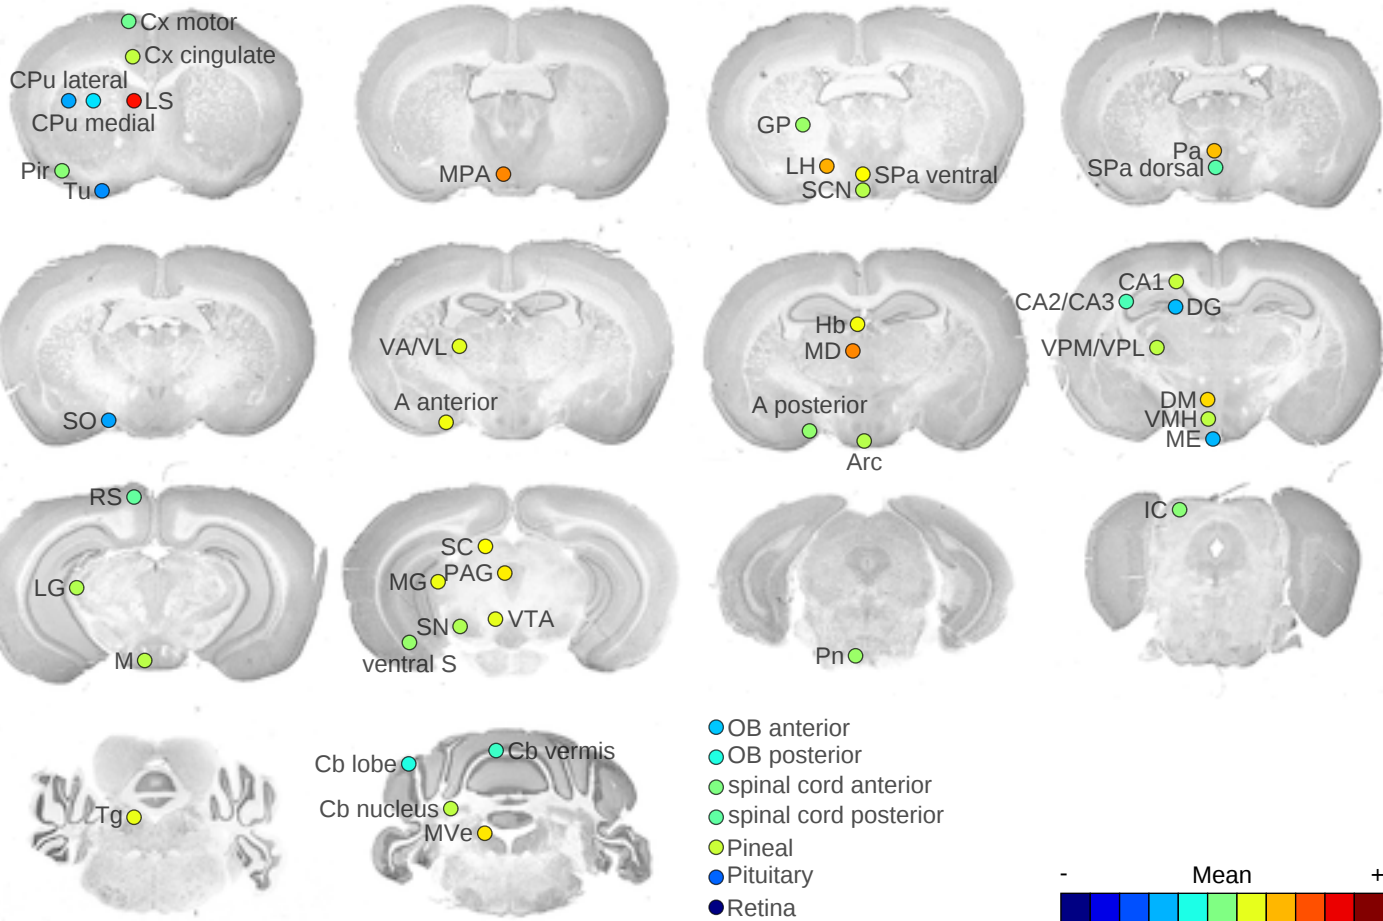 Cx motor
Cx cingulate
CPu lateral
LS
CPu medial
Pir
Tu
MPA
GP
LH
SPa ventral
SCN
Pa
SPa dorsal
SO
VA/VL
A anterior
Hb
MD
A posterior
Arc
CA1
CA2/CA3
DG
VPM/VPL
DM
VMH
ME
RS
LG
M
SC
PAG
MG
VTA
SN
ventral S
Pn
IC
Tg
Cb vermis
Cb lobe
Cb nucleus
MVe
OB anterior
OB posterior
spinal cord anterior
spinal cord posterior
Pineal
Pituitary
Retina
- Mean +